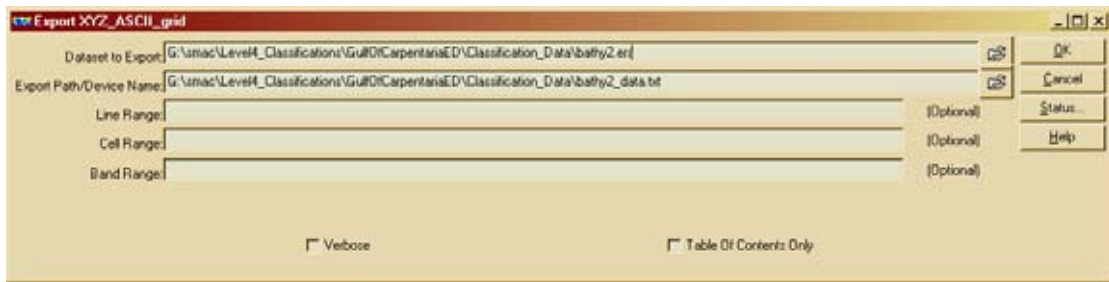 Export XYZ_ASCII_grid
Dataset to Export: G:\smac\Level4_Classifications\GulfOfCarpentariaED\Classification_Data\bathy2.ers
OK
Export Path/Device Name: G:\smac\Level4_Classifications\GulfOfCarpentariaED\Classification_Data\bathy2_data.txt
Cancel
Line Range: (Optional)
Status...
Cell Range: (Optional)
Help
Band Range: (Optional)
Verbose
Table Of Contents Only